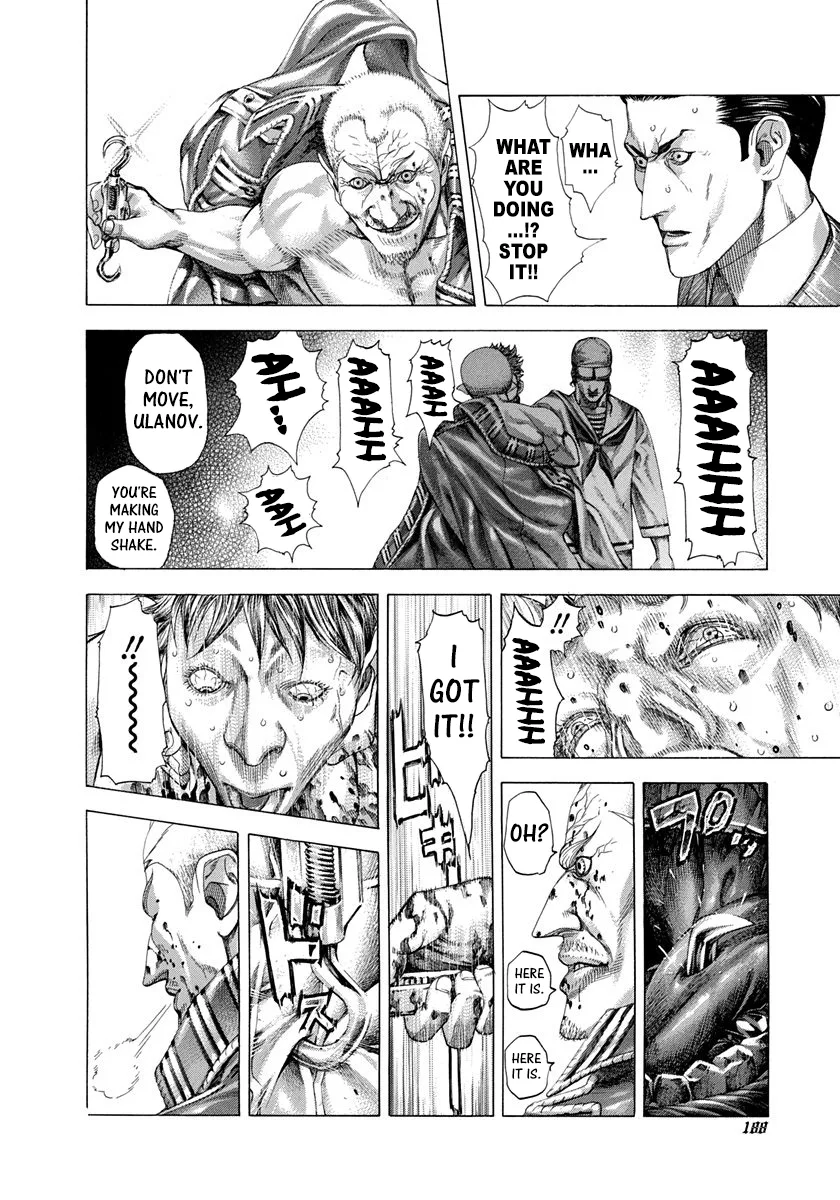 WHA
...
WHAT
ARE
YOU
DOING
...!?
STOP
IT!!
AAAHHH
AAAH
AAAHH
AH...
AAH
DON'T
MOVE,
ULANOV.
YOU'RE
MAKING
MY HAND
SHAKE.
!!
AAAHHH
I
GOT
IT!!
!!
OH?
HERE
IT IS.
HERE
IT IS.
188